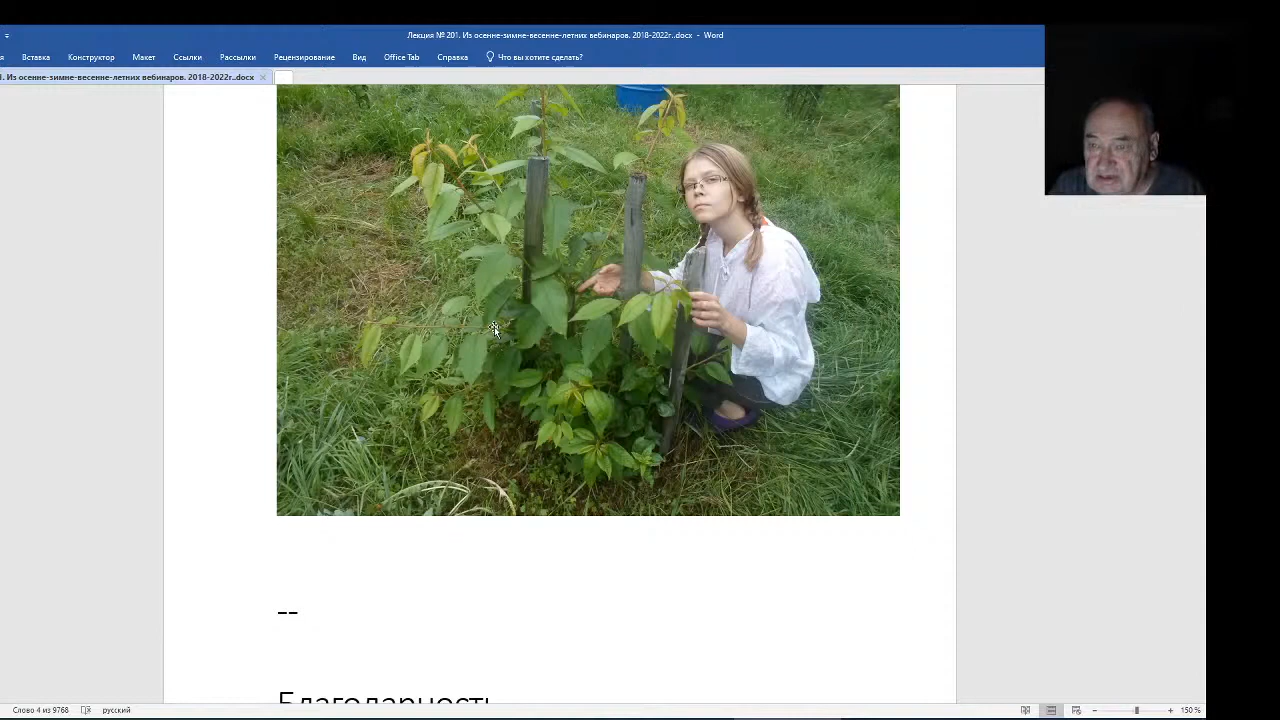 Лекция № 201. Из осенне-зимне-весенне-летних вебинаров. 2018-2022г..docx - Word
я Вставка Конструктор Макет Ссылки Рассылки Рецензирование Вид Office Tab Справка Что вы хотите сделать?
1. Из осенне-зимне-весенне-летних вебинаров. 2018-2022г..docx
--
Благодарность
Слово 4 из 9768 русский 150 %